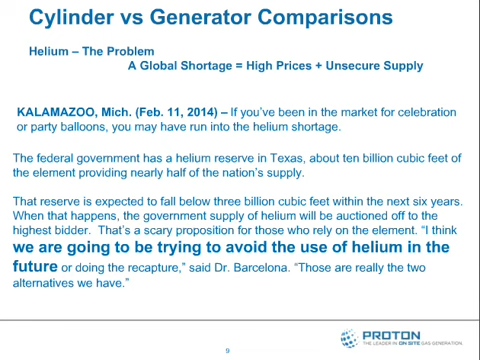 Cylinder vs Generator Comparisons
Helium – The Problem
A Global Shortage = High Prices + Unsecure Supply
KALAMAZOO, Mich. (Feb. 11, 2014) – If you've been in the market for celebration
or party balloons, you may have run into the helium shortage.
The federal government has a helium reserve in Texas, about ten billion cubic feet of
the element providing nearly half of the nation's supply.
That reserve is expected to fall below three billion cubic feet within the next six years.
When that happens, the government supply of helium will be auctioned off to the
highest bidder.  That's a scary proposition for those who rely on the element. “I think
we are going to be trying to avoid the use of helium in the
future or doing the recapture,” said Dr. Barcelona. “Those are really the two
alternatives we have.”
PROTON
THE LEADER IN ON SITE GAS GENERATION.
9